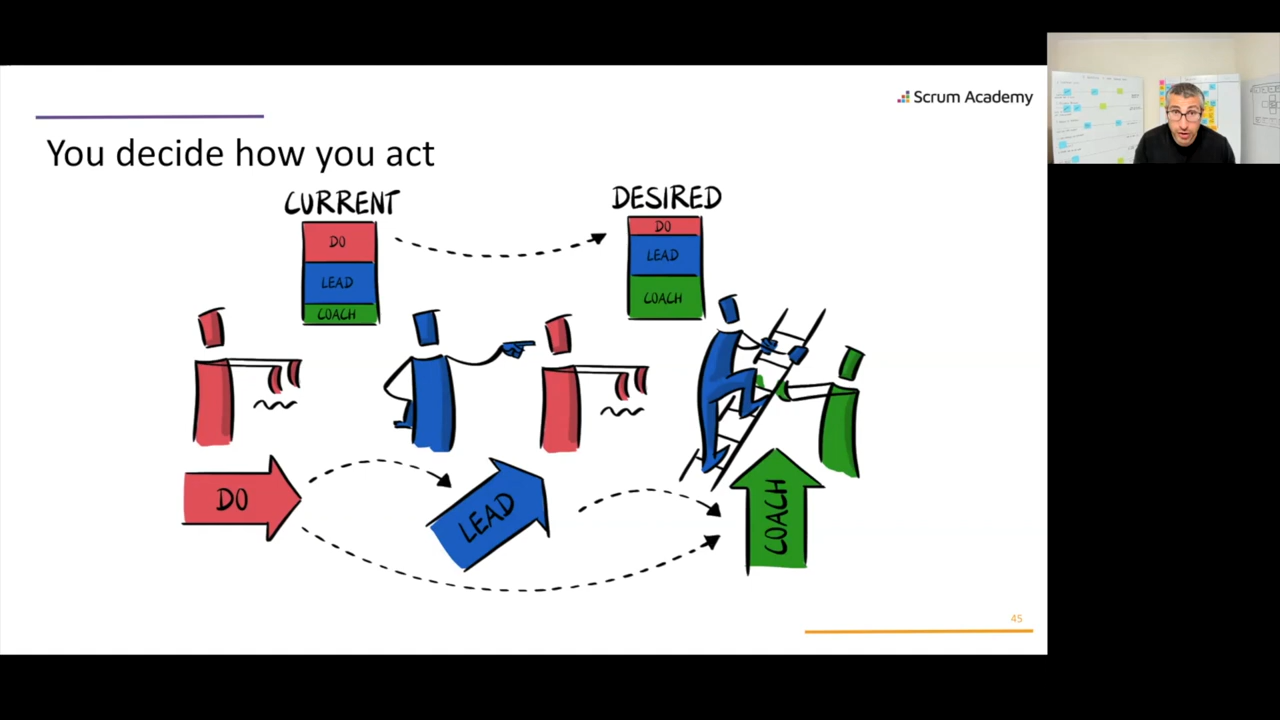 Scrum Academy
You decide how you act
CURRENT
DESIRED
DO
LEAD
COACH
DO
LEAD
COACH
DO
LEAD
COACH
45